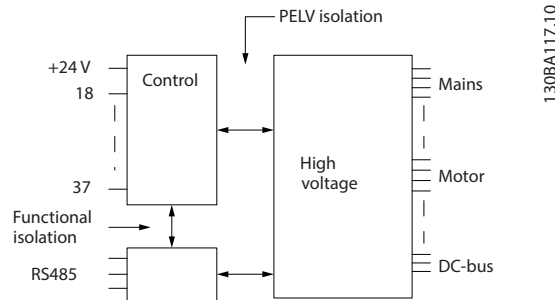 PELV isolation
+24 V
18
37
Control
High
voltage
Mains
Motor
DC-bus
Functional
isolation
RS485
130BA117.10